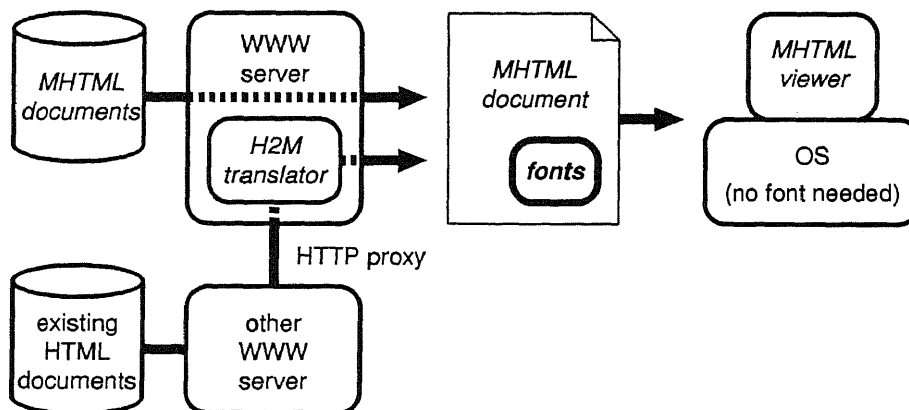 MHTML
documents
WWW
server
H2M
translator
MHTML
document
fonts
MHTML
viewer
OS
(no font needed)
HTTP proxy
existing
HTML
documents
other
WWW
server